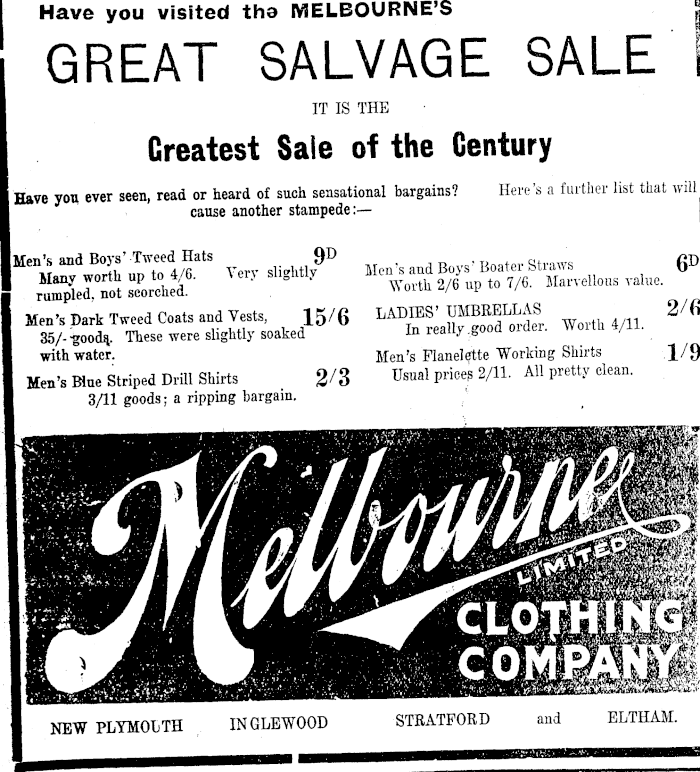 Have you visited the MELBOURNE'S
GREAT SALVAGE SALE
IT IS THE
Greatest Sale of the Century
Have you ever seen, read or heard of such sensational bargains? Here's a further list that will
cause another stampede:—
Men's and Boys' Tweed Hats 9D
Many worth up to 4/6. Very slightly
rumpled, not scorched.
Men's Dark Tweed Coats and Vests, 15/6
35/- goods. These were slightly soaked
with water.
Men's Blue Striped Drill Shirts 2/3
3/11 goods; a ripping bargain.
Men's and Boys' Boater Straws 6D
Worth 2/6 up to 7/6. Marvellous value.
LADIES' UMBRELLAS 2/6
In really good order. Worth 4/11.
Men's Flanelette Working Shirts 1/9
Usual prices 2/11. All pretty clean.
Melbourne
LIMITED
CLOTHING
COMPANY
NEW PLYMOUTH INGLEWOOD STRATFORD and ELTHAM.